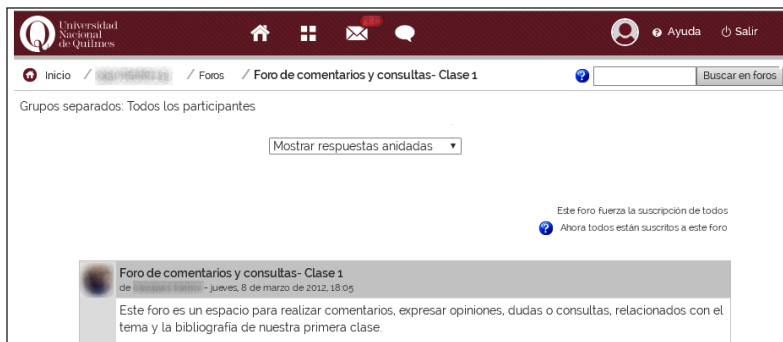 Universidad
Nacional
de Quilmes
Ayuda
Salir
Inicio / / Foros / Foro de comentarios y consultas- Clase 1
Buscar en foros
Grupos separados: Todos los participantes
Mostrar respuestas anidadas
Este foro fuerza la suscripción de todos
Ahora todos están suscritos a este foro
Foro de comentarios y consultas- Clase 1
de - jueves, 8 de marzo de 2012, 18:05
Este foro es un espacio para realizar comentarios, expresar opiniones, dudas o consultas, relacionados con el
tema y la bibliografía de nuestra primera clase.